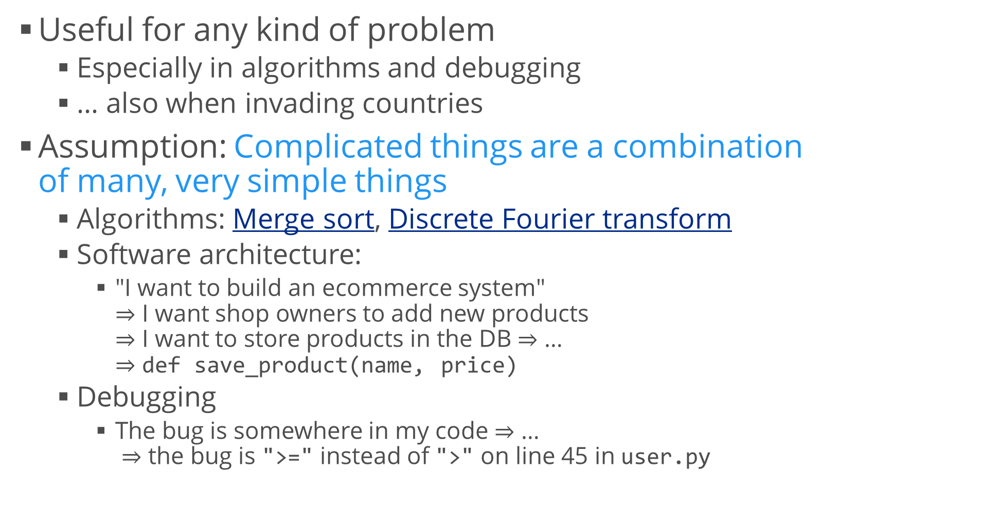 ▪ Useful for any kind of problem
▪ Especially in algorithms and debugging
▪ … also when invading countries
▪ Assumption: Complicated things are a combination
of many, very simple things
▪ Algorithms: Merge sort, Discrete Fourier transform
▪ Software architecture:
▪ "I want to build an ecommerce system"
⇒ I want shop owners to add new products
⇒ I want to store products in the DB ⇒ …
⇒ def save_product(name, price)
▪ Debugging
▪ The bug is somewhere in my code ⇒ …
⇒ the bug is ">=" instead of ">" on line 45 in user.py